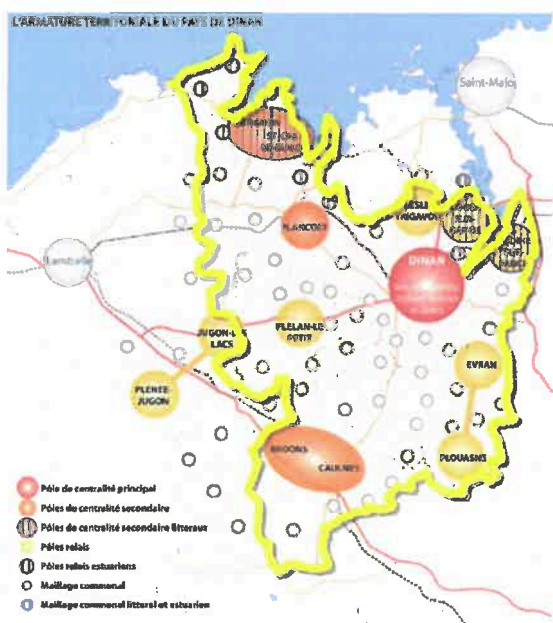 L'ARMATURE TERRITORIALE DU PAYS DE DINAN
Saint-Malo
PLANCOËT
DINAN
Lamballe
JUGON-LES
LACS
PLELAN-LE
PETIT
EVRAN
PLENEE-
JUGON
BROONS
CAULNES
PLOUASNE
Pôle de centralité principal
Pôles de centralité secondaire
Pôles de centralité secondaire littoraux
Pôles relais
Pôles relais estuariens
Maillage communal
Maillage communal littoral et estuarien